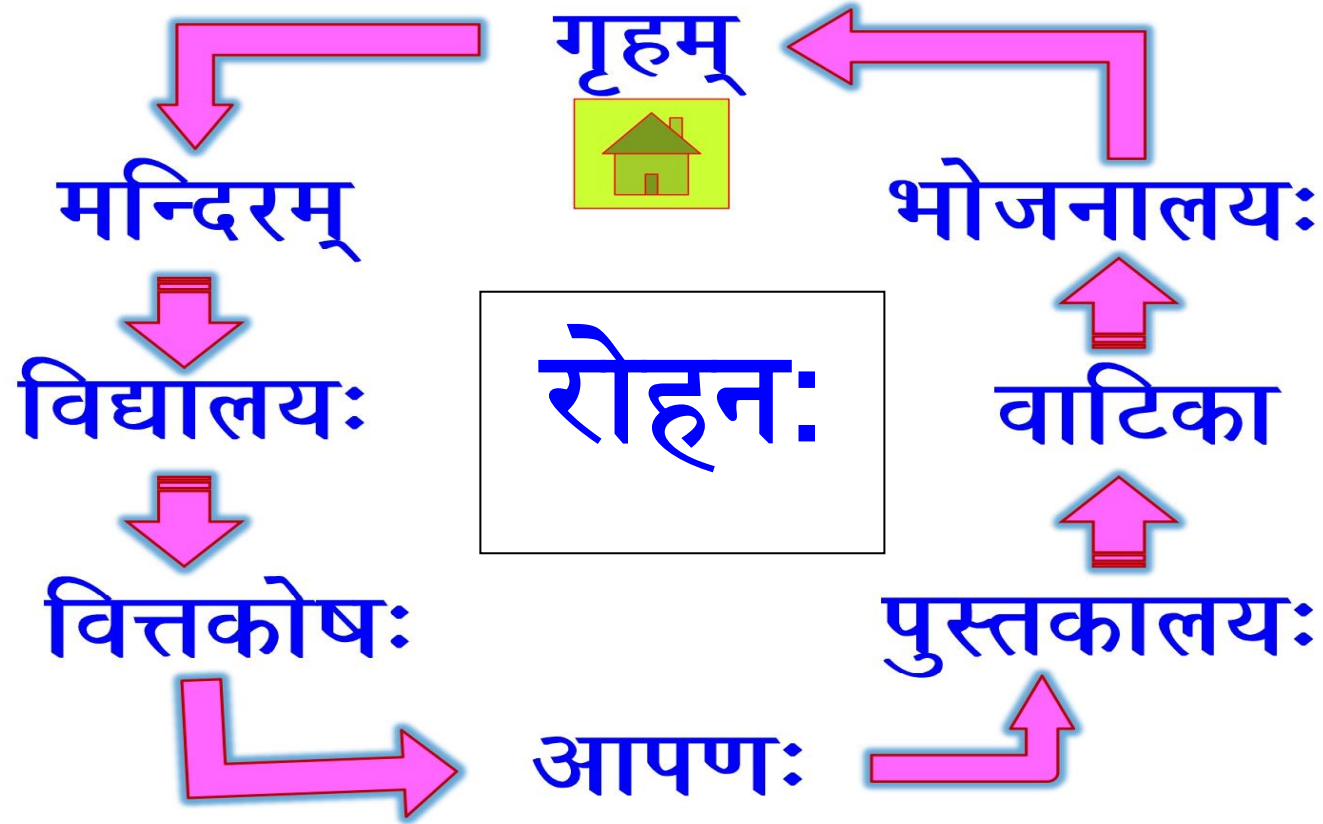 गृहम्
मन्दिरम्
भोजनालयः
रोहन:
विद्यालयः
वाटिका
वित्तकोषः
पुस्तकालयः
आपणः